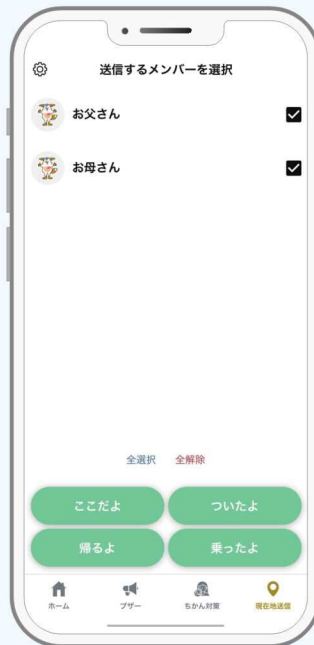 送信するメンバーを選択
お父さん
お母さん
全選択 全解除
ここだよ ついたよ
帰るよ 乗ったよ
ホーム ブザー ちかん対策 現在地送信